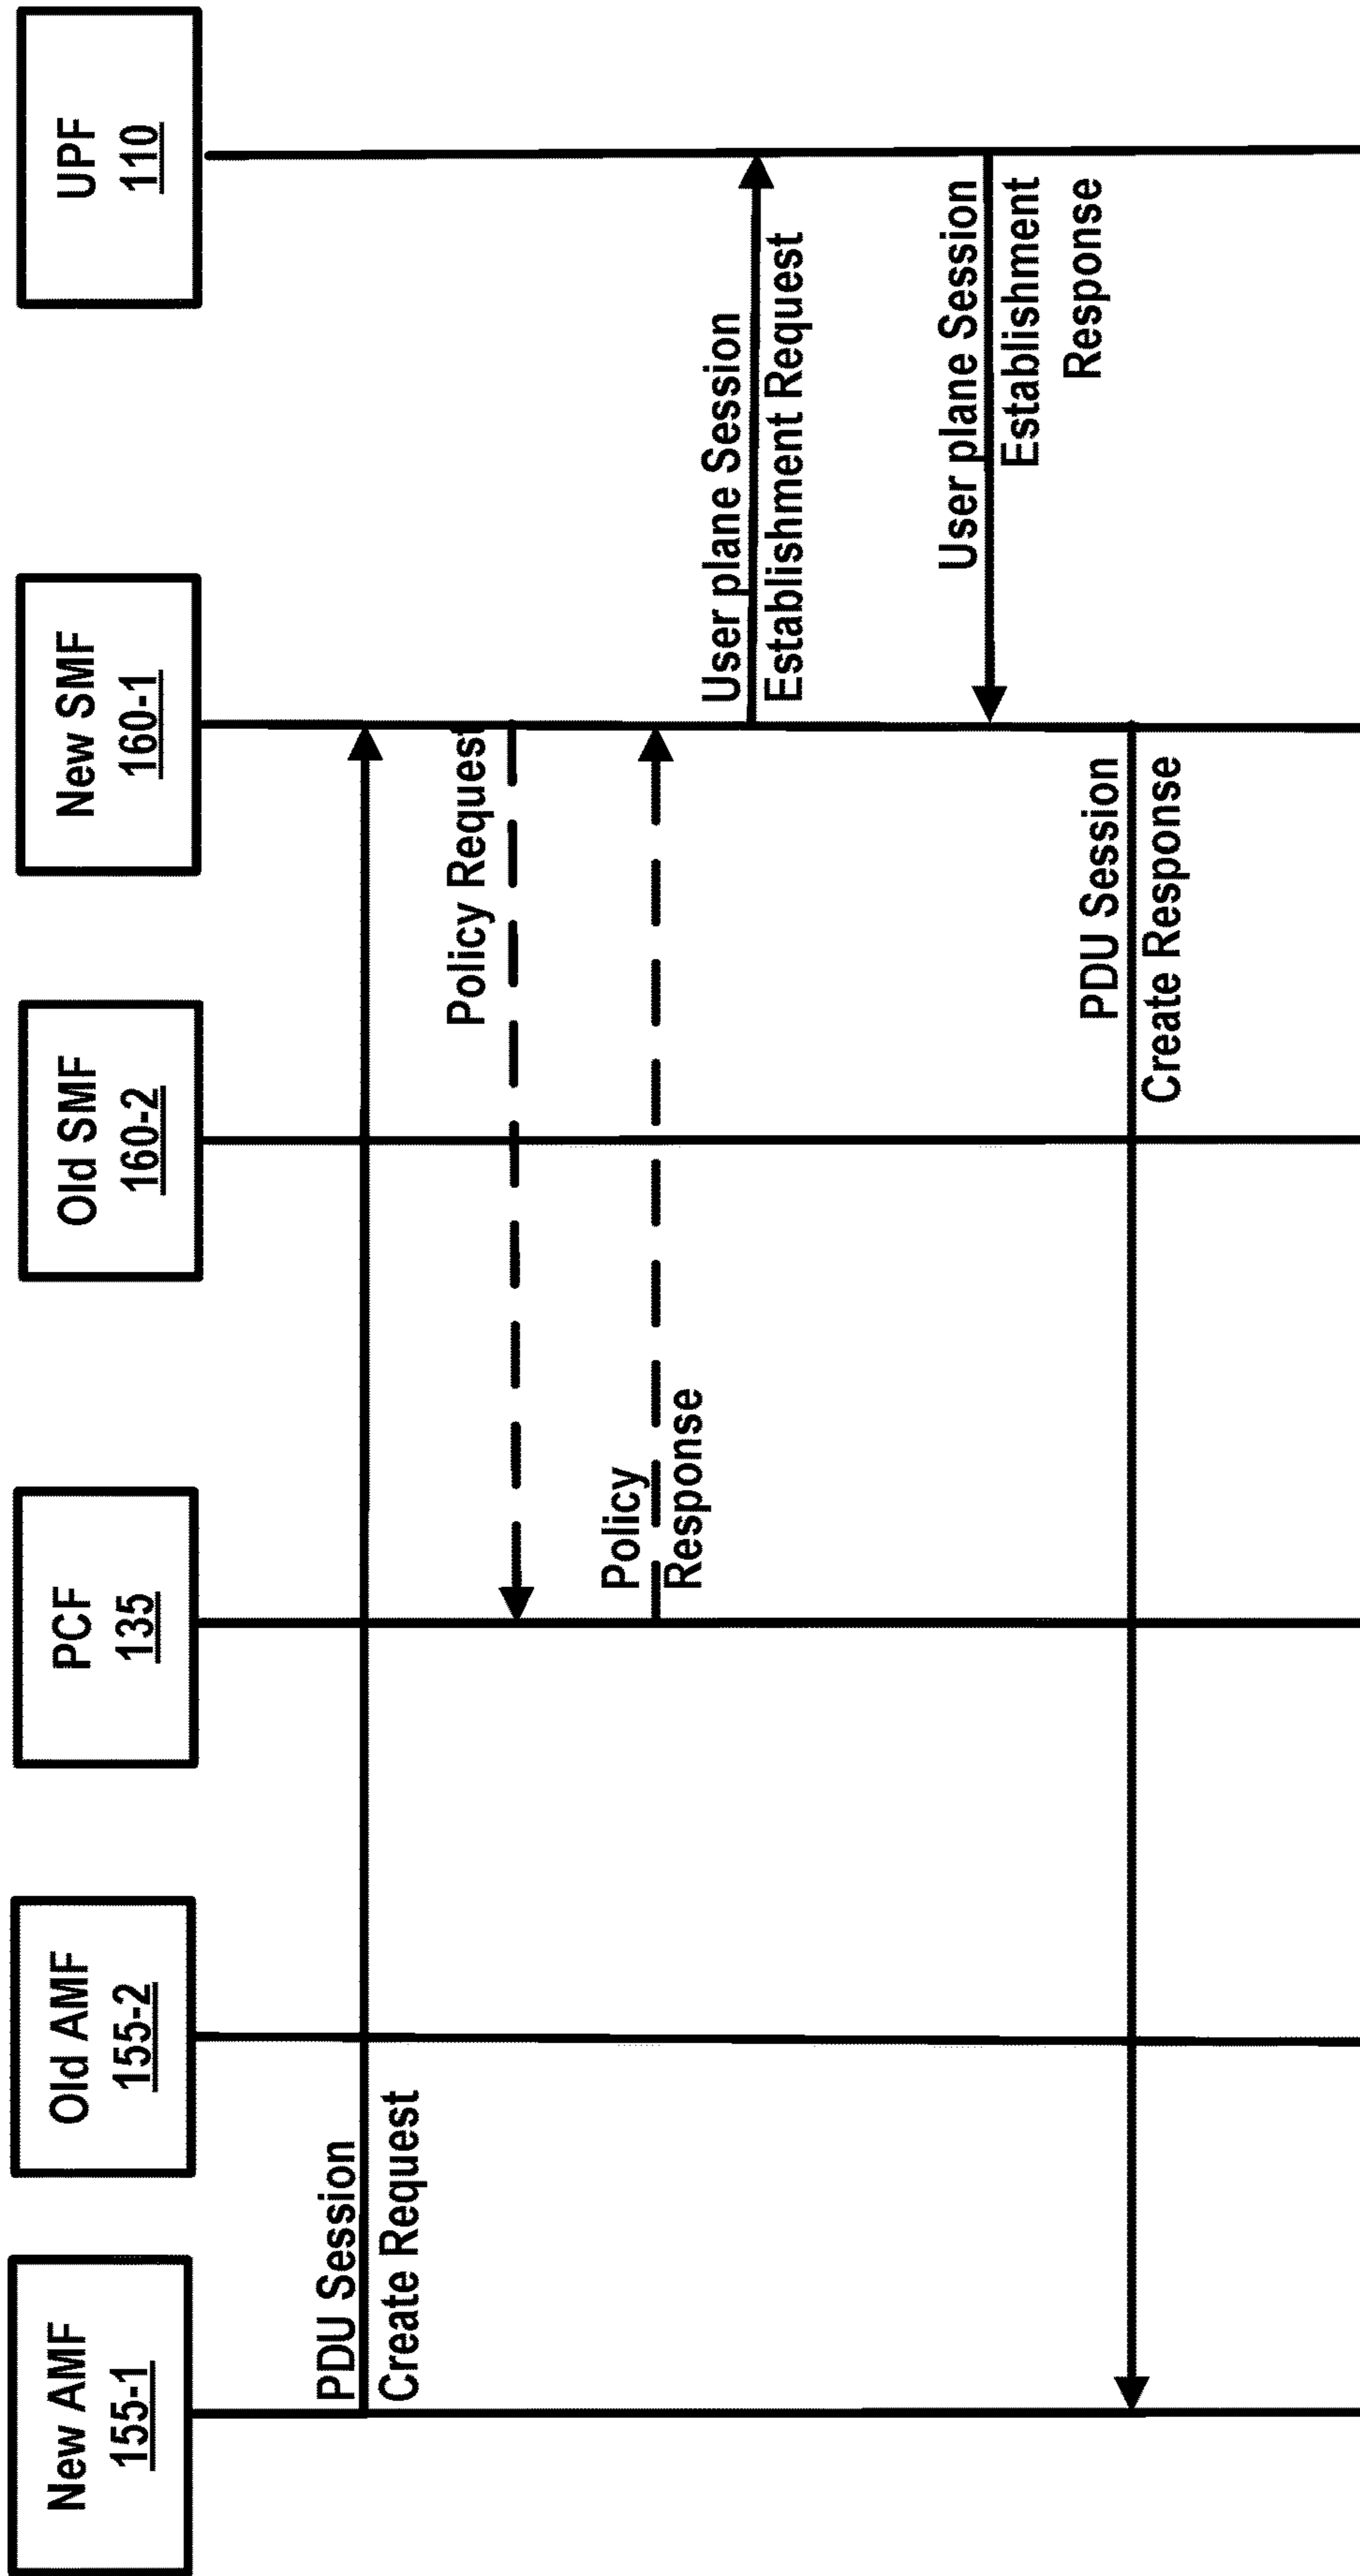 New AMF
155-1
Old AMF
155-2
PCF
135
Old SMF
160-2
New SMF
160-1
UPF
110
PDU Session
Create Request
Policy Request
Policy
Response
User plane Session
Establishment Request
User plane Session
Establishment
Response
PDU Session
Create Response